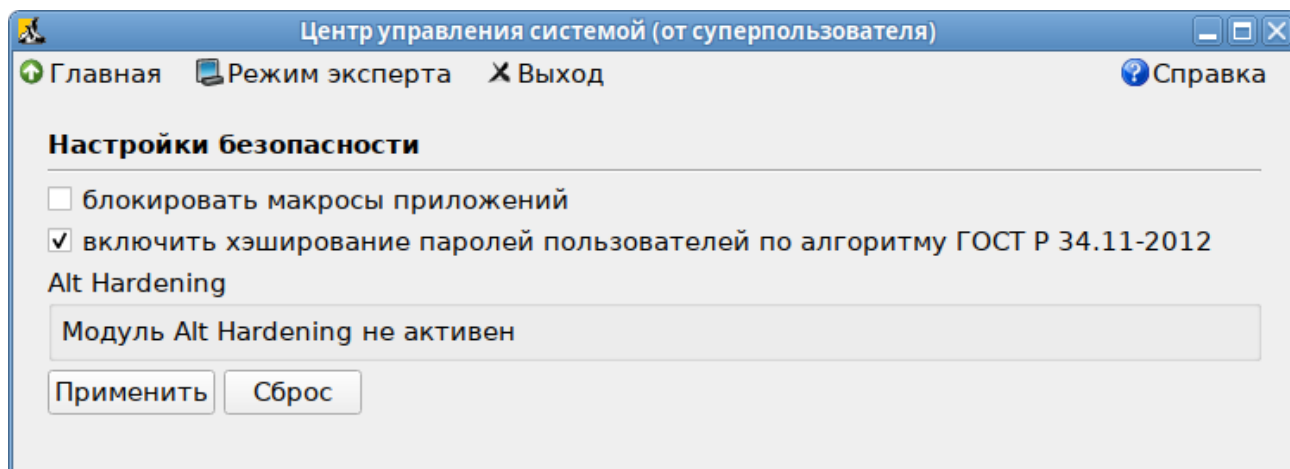 Центр управления системой (от суперпользователя)
Главная Режим эксперта Выход Справка
Настройки безопасности
блокировать макросы приложений
включить хэширование паролей пользователей по алгоритму ГОСТ Р 34.11-2012
Alt Hardening
Модуль Alt Hardening не активен
Применить Сброс